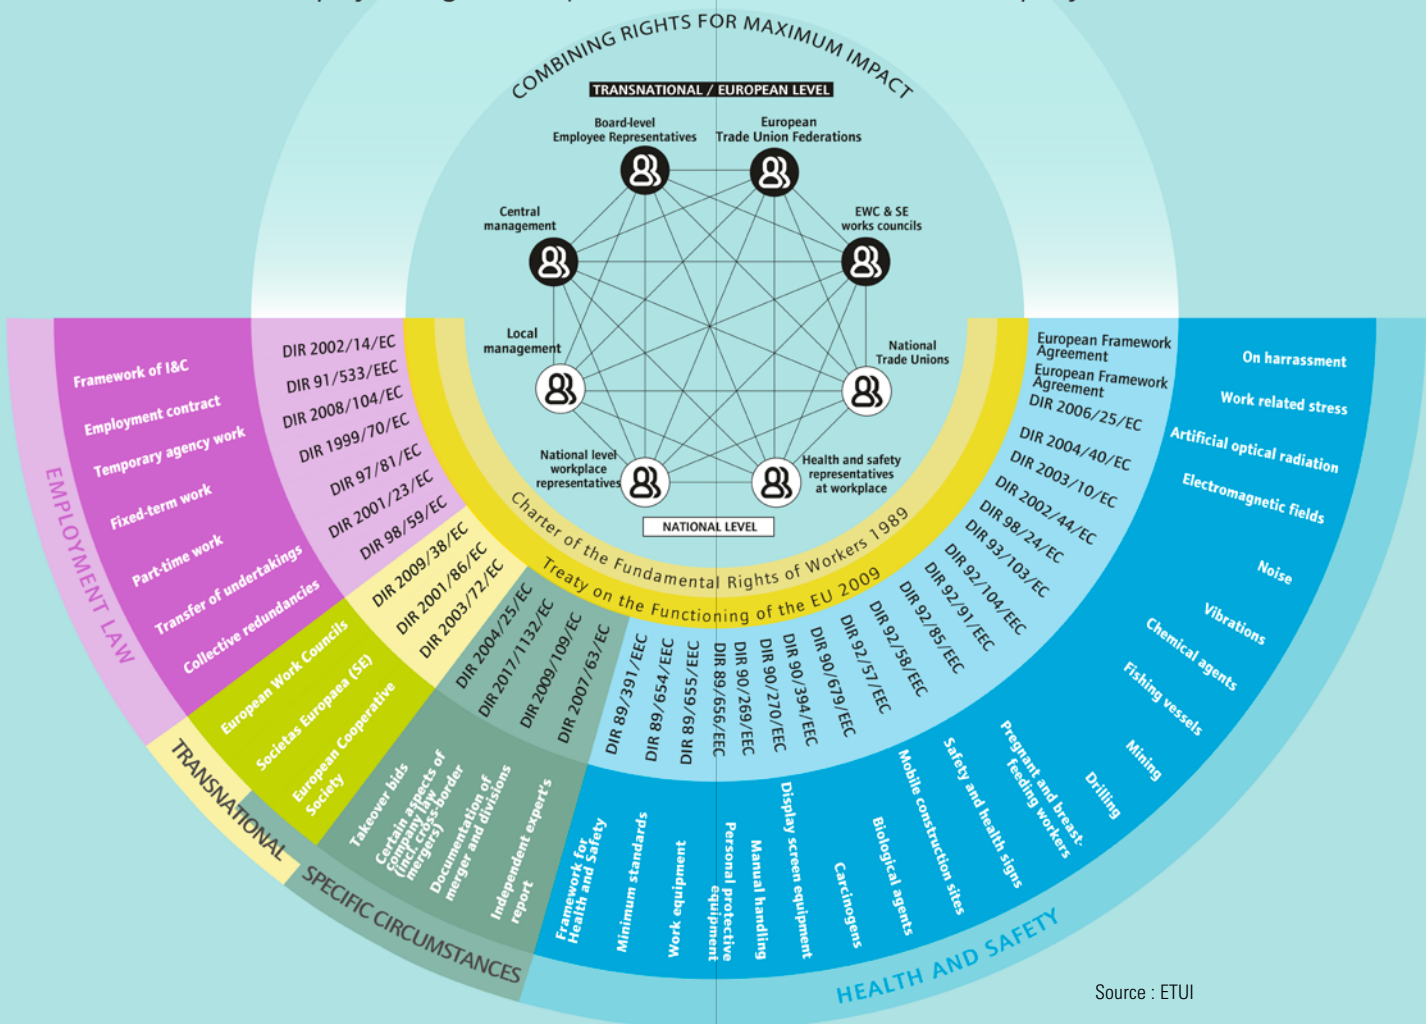 COMBINING RIGHTS FOR MAXIMUM IMPACT
TRANSNATIONAL / EUROPEAN LEVEL
Board-level
Employee Representatives
European
Trade Union Federations
Central
management
EWC & SE
works councils
Local
management
National
Trade Unions
National level
workplace
representatives
Health and safety
representatives
at workplace
NATIONAL LEVEL
Charter of the Fundamental Rights of Workers 1989
Treaty on the Functioning of the EU 2009
EMPLOYMENT LAW
Framework of I&C
DIR 2002/14/EC
Employment contract
DIR 91/533/EEC
Temporary agency work
DIR 2008/104/EC
Fixed-term work
DIR 1999/70/EC
Part-time work
DIR 97/81/EC
Transfer of undertakings
DIR 2001/23/EC
Collective redundancies
DIR 98/59/EC
TRANSNATIONAL
European Work Councils
DIR 2009/38/EC
Societas Europaea (SE)
DIR 2001/86/EC
European Cooperative
Society
DIR 2003/72/EC
SPECIFIC CIRCUMSTANCES
Takeover bids
DIR 2004/25/EC
Certain aspects of
company law
(incl. cross-border
mergers)
DIR 2017/1132/EC
Documentation of
merger and divisions
DIR 2009/109/EC
Independent expert's
report
DIR 2007/63/EC
HEALTH AND SAFETY
Framework for
Health and Safety
DIR 89/391/EEC
Minimum standards
DIR 89/654/EEC
Work equipment
DIR 89/655/EEC
Personal protective
equipment
DIR 89/656/EEC
Manual handling
DIR 90/269/EEC
Display screen equipment
DIR 90/270/EEC
Carcinogens
DIR 90/394/EEC
Biological agents
DIR 90/679/EEC
Mobile construction sites
DIR 92/57/EEC
Safety and health signs
DIR 92/58/EEC
Pregnant and breast-
feeding workers
DIR 92/85/EEC
Drilling
DIR 92/91/EEC
Mining
DIR 92/104/EEC
Fishing vessels
DIR 93/103/EC
Chemical agents
DIR 98/24/EC
Vibrations
DIR 2002/44/EC
Noise
DIR 2003/10/EC
Electromagnetic fields
DIR 2004/40/EC
Artificial optical radiation
DIR 2006/25/EC
Work related stress
European Framework
Agreement
On harrassment
European Framework
Agreement
Source : ETUI